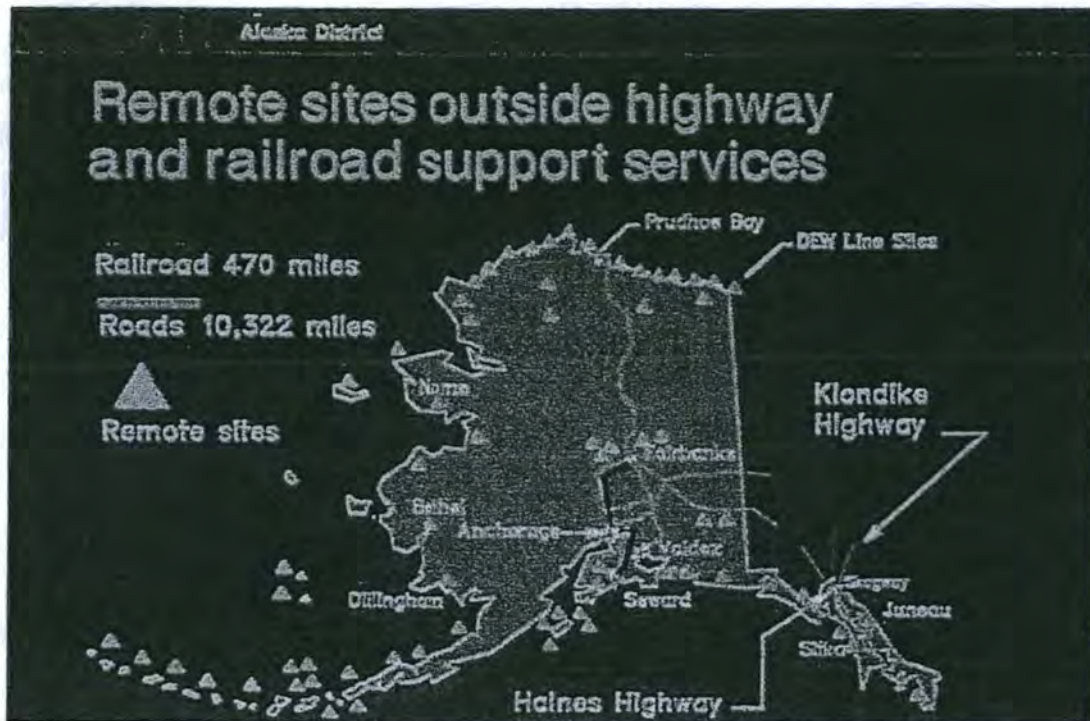 Alaska District
Remote sites outside highway
and railroad support services
Prudhoe Bay
DEW Line Sites
Railroad 470 miles
Roads 10,322 miles
Remote sites
Nome
Klondike
Highway
Fairbanks
Bethel
Anchorage
Valdez
Dillingham
Seward
Skagway
Juneau
Sitka
Haines Highway